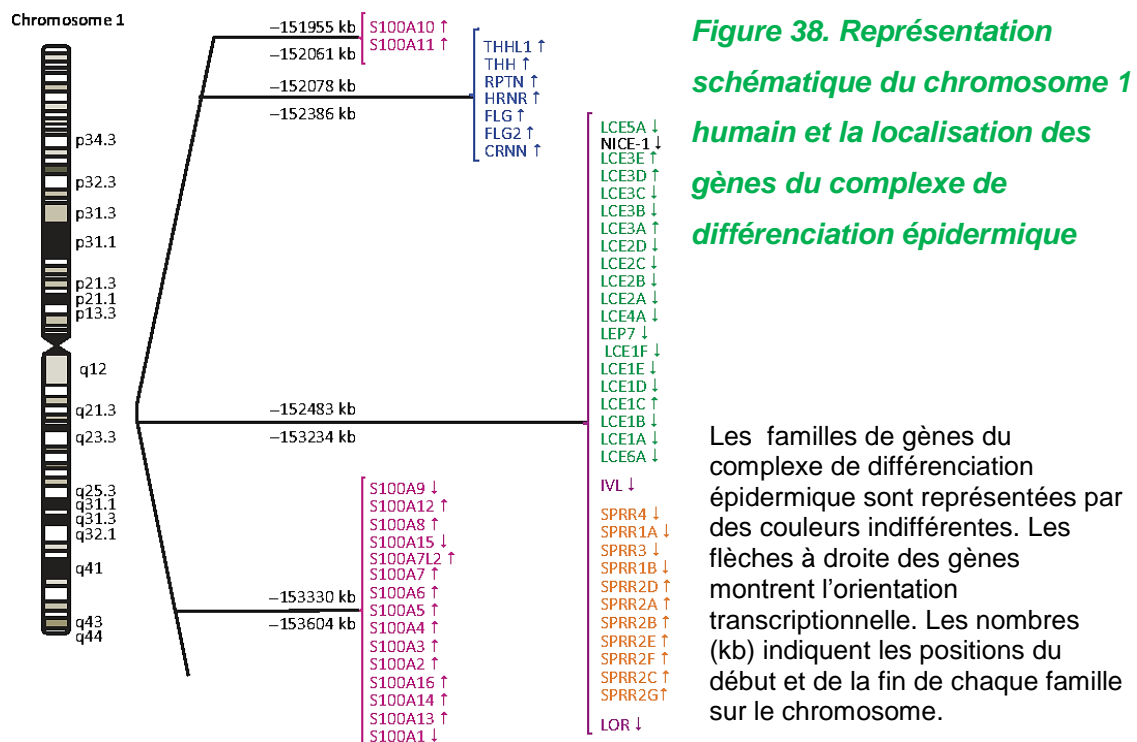 Chromosome 1
p34.3
p32.3
p31.3
p31.1
p21.3
p21.1
p13.3
q12
q21.3
q23.3
q25.3
q31.1
q31.3
q32.1
q41
q43
q44
−151955 kb
−152061 kb
S100A10 ↑
S100A11 ↑
−152078 kb
−152386 kb
THHL1 ↑
THH ↑
RPTN ↑
HRNR ↑
FLG ↑
FLG2 ↑
CRNN ↑
−152483 kb
−153234 kb
LCE5A ↓
NICE-1 ↓
LCE3E ↑
LCE3D ↑
LCE3C ↓
LCE3B ↓
LCE3A ↑
LCE2D ↓
LCE2C ↓
LCE2B ↓
LCE2A ↓
LCE4A ↓
LEP7 ↓
LCE1F ↓
LCE1E ↓
LCE1D ↓
LCE1C ↑
LCE1B ↓
LCE1A ↓
LCE6A ↓
IVL ↓
SPRR4 ↓
SPRR1A ↓
SPRR3 ↓
SPRR1B ↓
SPRR2D ↑
SPRR2A ↑
SPRR2B ↑
SPRR2E ↑
SPRR2F ↑
SPRR2C ↑
SPRR2G↑
LOR ↓
−153330 kb
−153604 kb
S100A9 ↓
S100A12 ↑
S100A8 ↑
S100A15 ↓
S100A7L2 ↑
S100A7 ↑
S100A6 ↑
S100A5 ↑
S100A4 ↑
S100A3 ↑
S100A2 ↑
S100A16 ↑
S100A14 ↑
S100A13 ↑
S100A1 ↓
Figure 38. Représentation
schématique du chromosome 1
humain et la localisation des
gènes du complexe de
différenciation épidermique
Les familles de gènes du
complexe de différenciation
épidermique sont représentées par
des couleurs indifférentes. Les
flèches à droite des gènes
montrent l'orientation
transcriptionnelle. Les nombres
(kb) indiquent les positions du
début et de la fin de chaque famille
sur le chromosome.